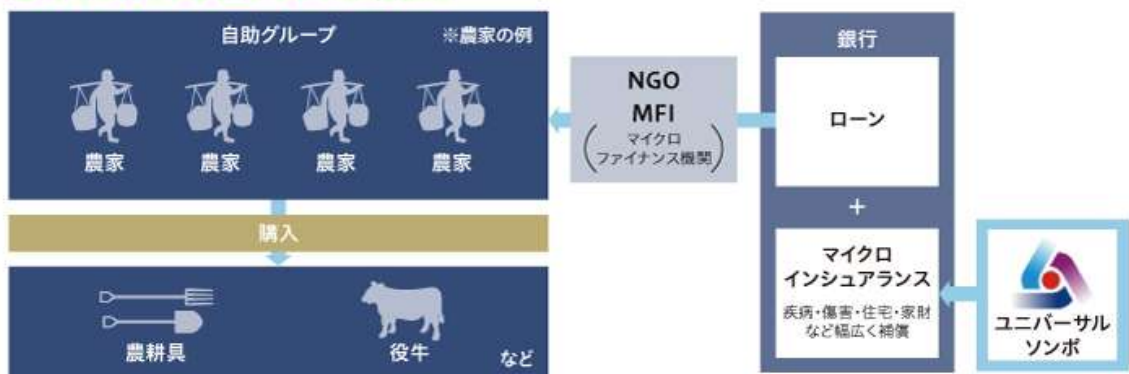 自助グループ
※農家の例
農家
農家
農家
農家
購入
農耕具
役牛
など
NGO
MFI
(マイクロ
ファイナンス機関)
銀行
ローン
+
マイクロ
インシュアランス
疾病・傷害・住宅・家財
など幅広く補償
ユニバーサル
ソンポ